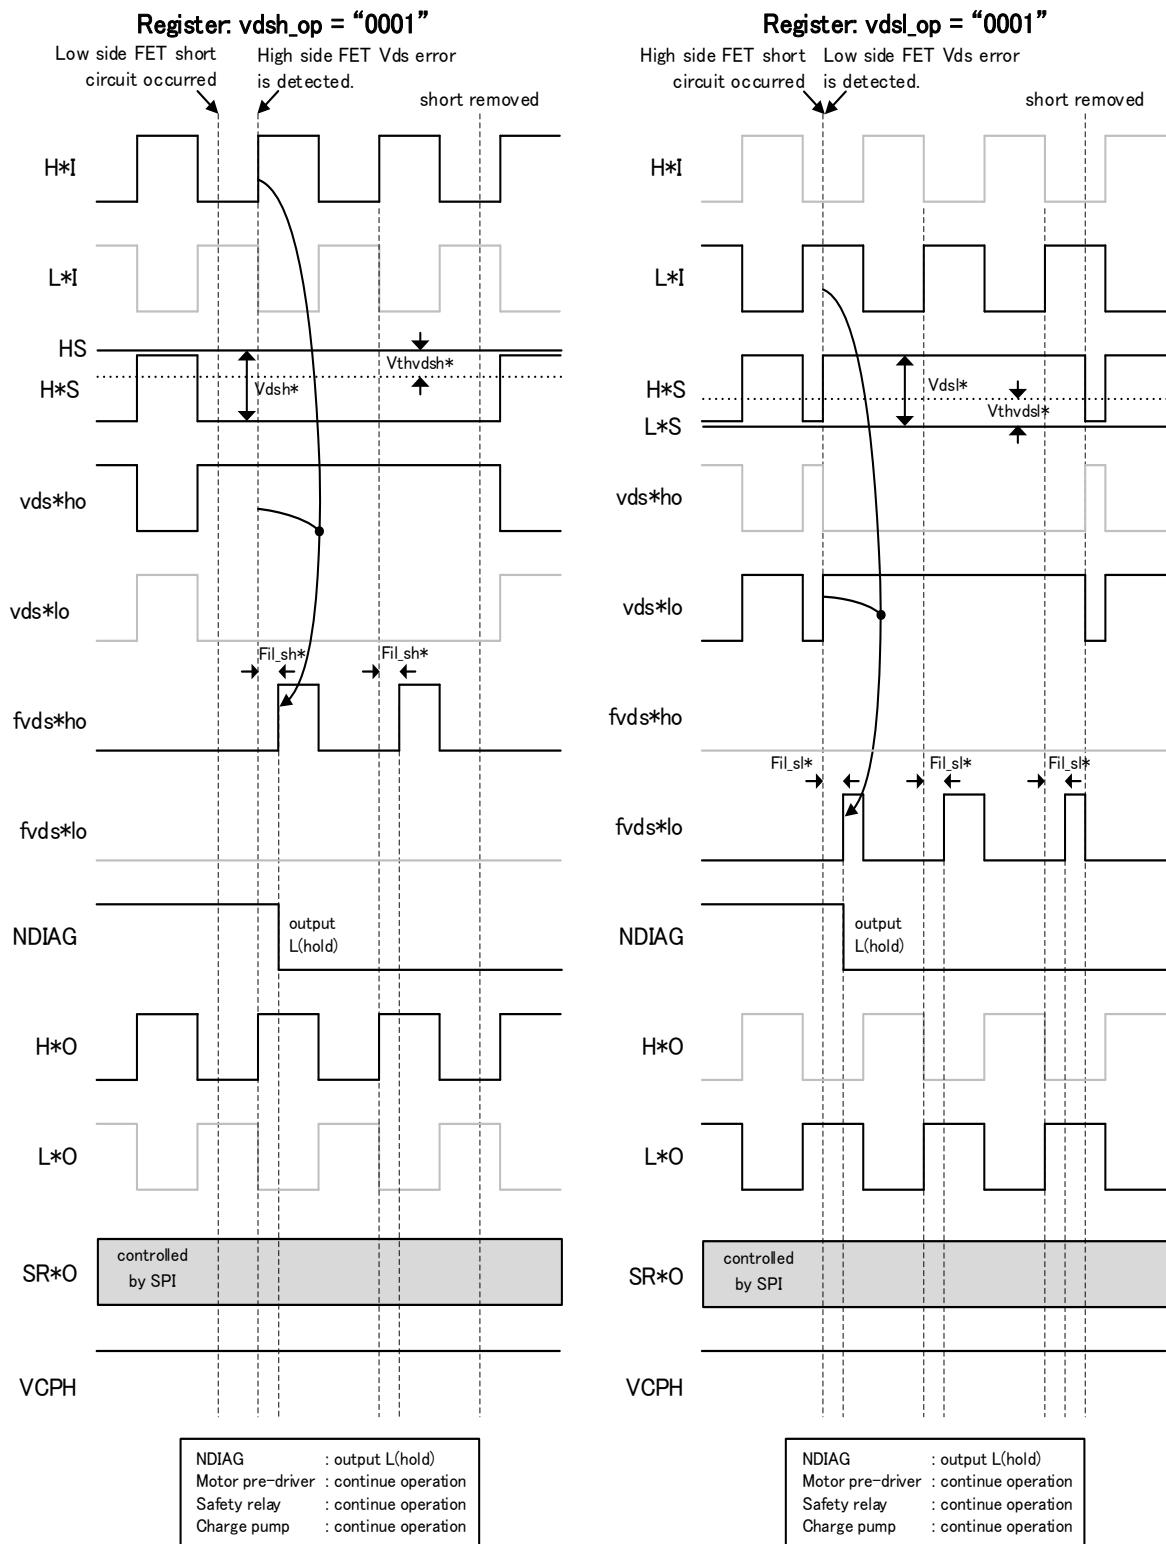 Register: vdsh_op = “0001”
Low side FET short
circuit occurred
High side FET Vds error
is detected.
short removed
H*I
L*I
HS
Vthvdsh*
Vdsh*
H*S
vds*ho
vds*lo
Fil_sh*
Fil_sh*
fvds*ho
fvds*lo
output
L(hold)
NDIAG
H*O
L*O
controlled
by SPI
SR*O
VCPH
NDIAG : output L(hold)
Motor pre-driver : continue operation
Safety relay : continue operation
Charge pump : continue operation
Register: vdsl_op = “0001”
High side FET short
circuit occurred
Low side FET Vds error
is detected.
short removed
H*I
L*I
H*S
Vdsl*
Vthvdsl*
L*S
vds*ho
vds*lo
fvds*ho
Fil_sl*
Fil_sl*
Fil_sl*
fvds*lo
output
L(hold)
NDIAG
H*O
L*O
controlled
by SPI
SR*O
VCPH
NDIAG : output L(hold)
Motor pre-driver : continue operation
Safety relay : continue operation
Charge pump : continue operation